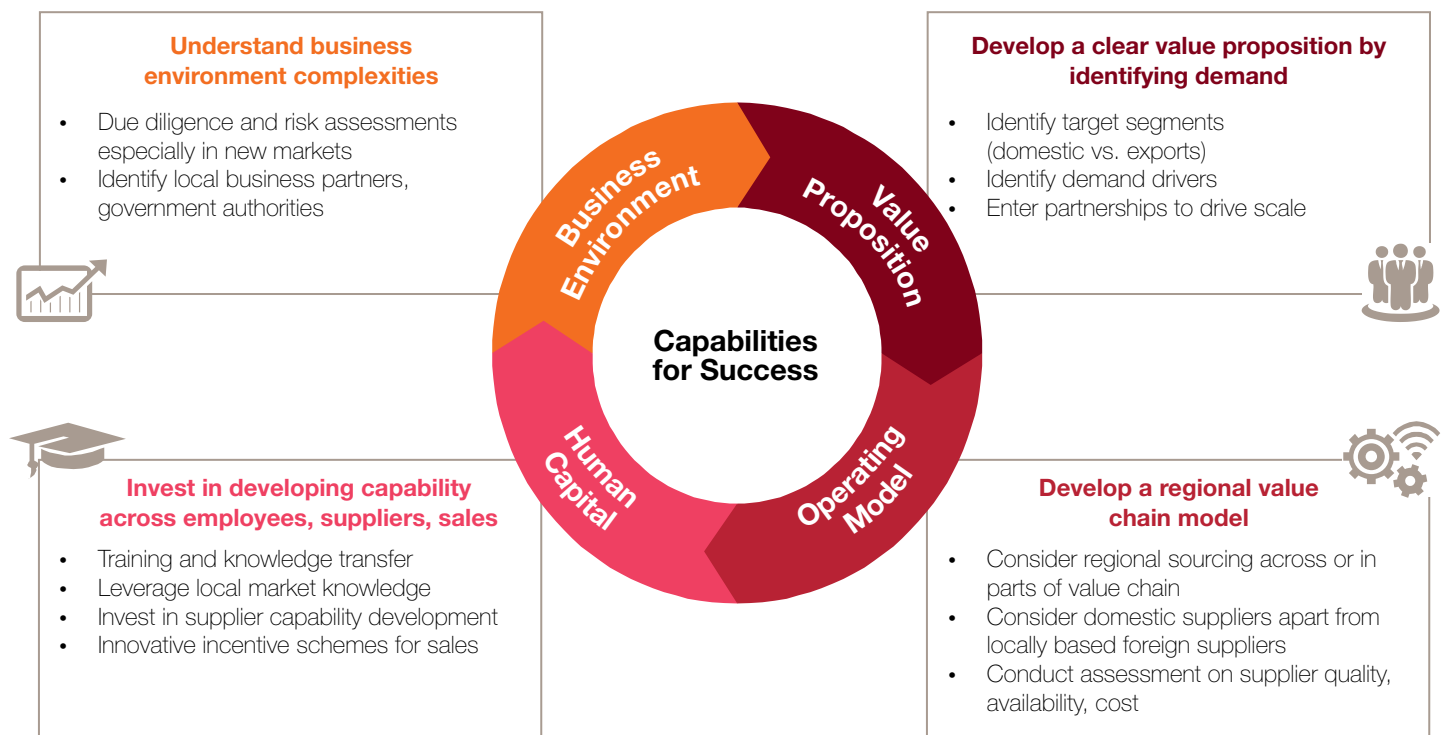 Understand business
environment complexities
• Due diligence and risk assessments
especially in new markets
• Identify local business partners,
government authorities
Develop a clear value proposition by
identifying demand
• Identify target segments
(domestic vs. exports)
• Identify demand drivers
• Enter partnerships to drive scale
Business
Environment
Value
Proposition
Capabilities
for Success
Human
Capital
Operating
Model
Invest in developing capability
across employees, suppliers, sales
• Training and knowledge transfer
• Leverage local market knowledge
• Invest in supplier capability development
• Innovative incentive schemes for sales
Develop a regional value
chain model
• Consider regional sourcing across or in
parts of value chain
• Consider domestic suppliers apart from
locally based foreign suppliers
• Conduct assessment on supplier quality,
availability, cost